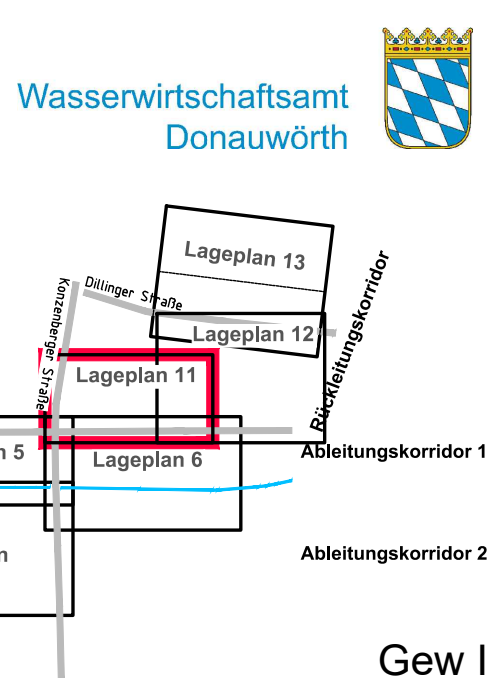 Wasserwirtschaftsamt
Donauwörth
Lageplan 13
Rückleitungskorridor
Konzenberger Straße
Dillinger Straße
Lageplan 12
Lageplan 11
n 5
Lageplan 6
Ableitungskorridor 1
n
Ableitungskorridor 2
Gew I